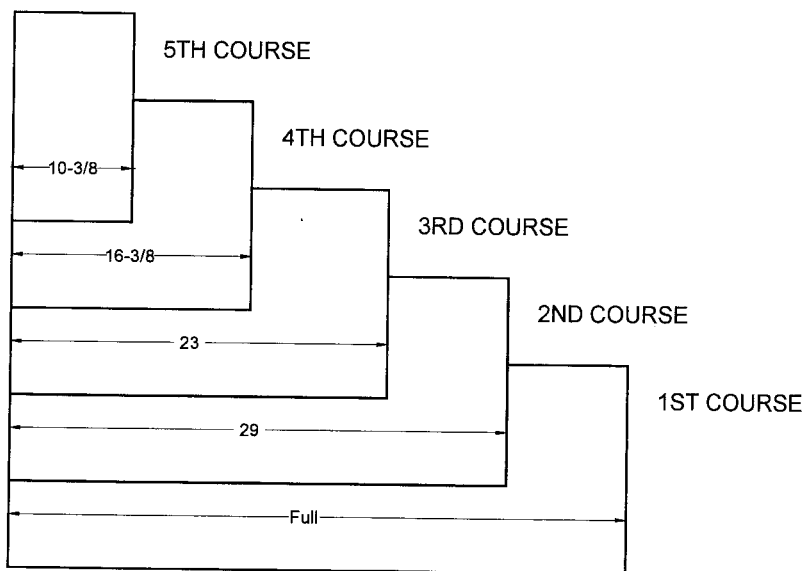 5TH COURSE
4TH COURSE
10-3/8
3RD COURSE
16-3/8
2ND COURSE
23
1ST COURSE
29
Full